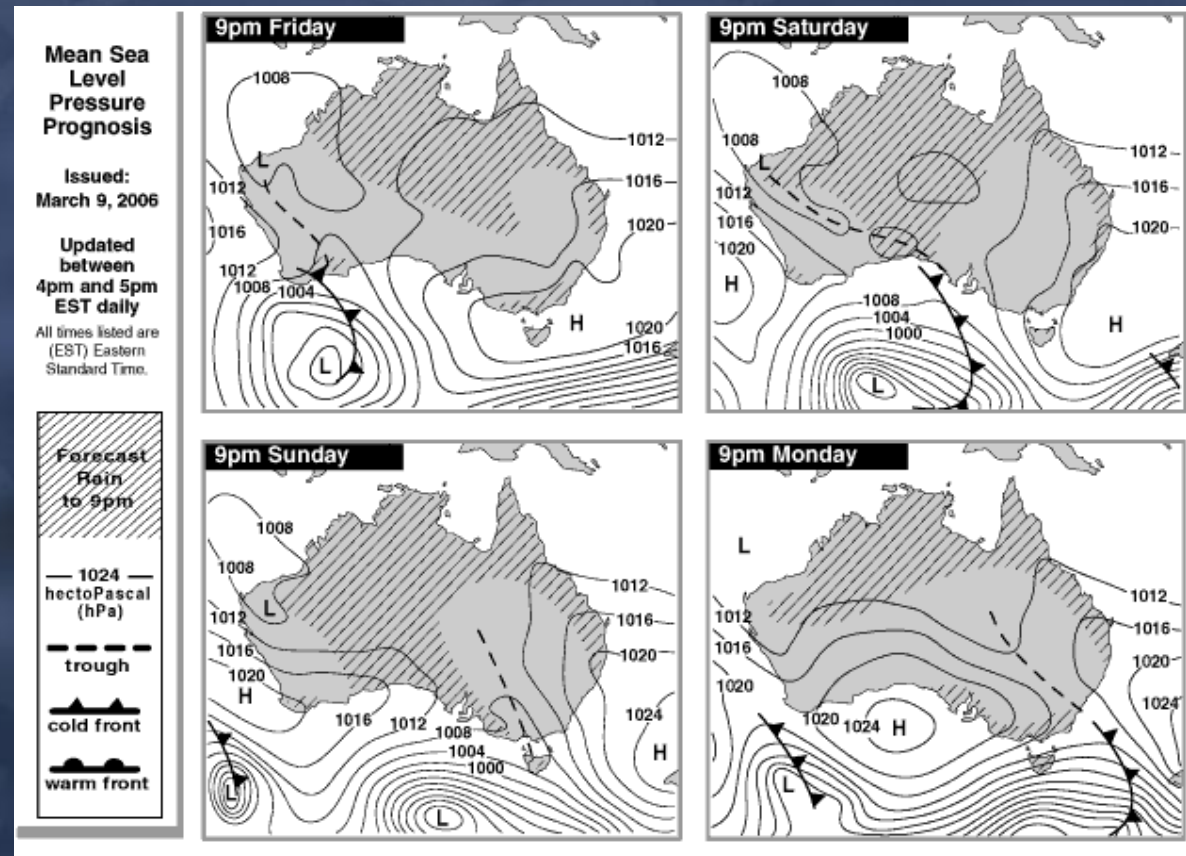 Mean Sea
Level
Pressure
Prognosis
Issued:
March 9, 2006
Updated
between
4pm and 5pm
EST daily
All times listed are
(EST) Eastern
Standard Time.
Forecast
Rain
to 9pm
1024
hectoPascal
(hPa)
trough
cold front
warm front
9pm Friday
1008
1012
L
1016
1012
1020
1016
1012
1008
1004
H
1020
1016
L
9pm Saturday
1008
1008
1012
L
1012
1016
1016
1020
1020
H
1008
1004
1000
H
L
9pm Sunday
1008
1008
1012
L
1012
1016
1016
1020
1020
H
1016
1012
1008
1024
1004
H
1000
L
L
9pm Monday
L
1012
1012
1016
1016
1020
1020
1024
1020
1024
H
L